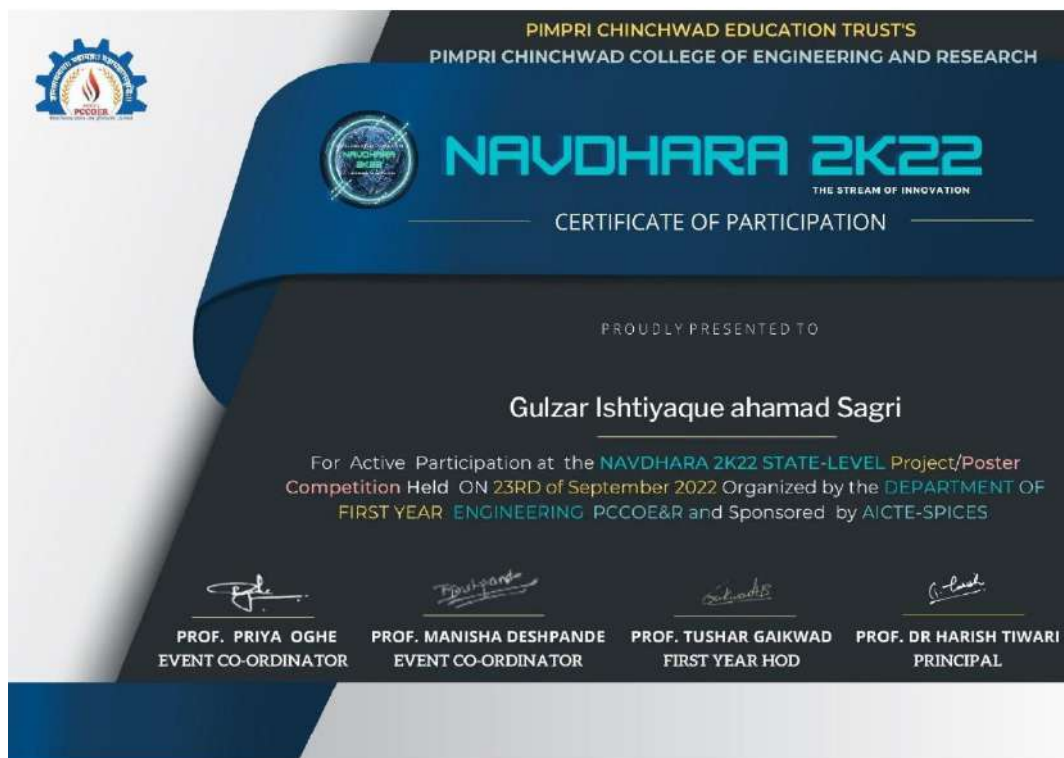 PIMPRI CHINCHWAD EDUCATION TRUST'S
PIMPRI CHINCHWAD COLLEGE OF ENGINEERING AND RESEARCH
PCCOER
NAVDHARA
2K22
NAVDHARA 2K22
THE STREAM OF INNOVATION
CERTIFICATE OF PARTICIPATION
PROUDLY PRESENTED TO
Gulzar Ishtiyaque ahamad Sagri
For Active Participation at the NAVDHARA 2K22 STATE-LEVEL Project/Poster
Competition Held ON 23RD of September 2022 Organized by the DEPARTMENT OF
FIRST YEAR ENGINEERING PCCOE&R and Sponsored by AICTE-SPICES
PROF. PRIYA OGHE
EVENT CO-ORDINATOR
PROF. MANISHA DESHPANDE
EVENT CO-ORDINATOR
PROF. TUSHAR GAIKWAD
FIRST YEAR HOD
PROF. DR HARISH TIWARI
PRINCIPAL